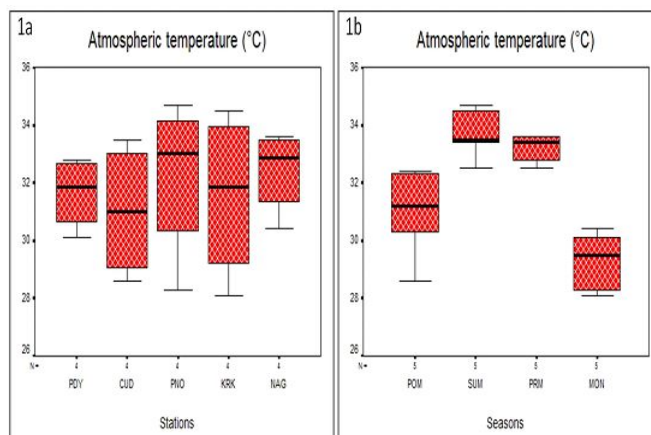 1a
Atmospheric temperature (°C)
36
34
32
30
28
26
N = 4 4 4 4 4
PDY CUD PNO KRK NAG
Stations
1b
Atmospheric temperature (°C)
36
34
32
30
28
26
N = 5 5 5 5
POM SUM PRM MON
Seasons